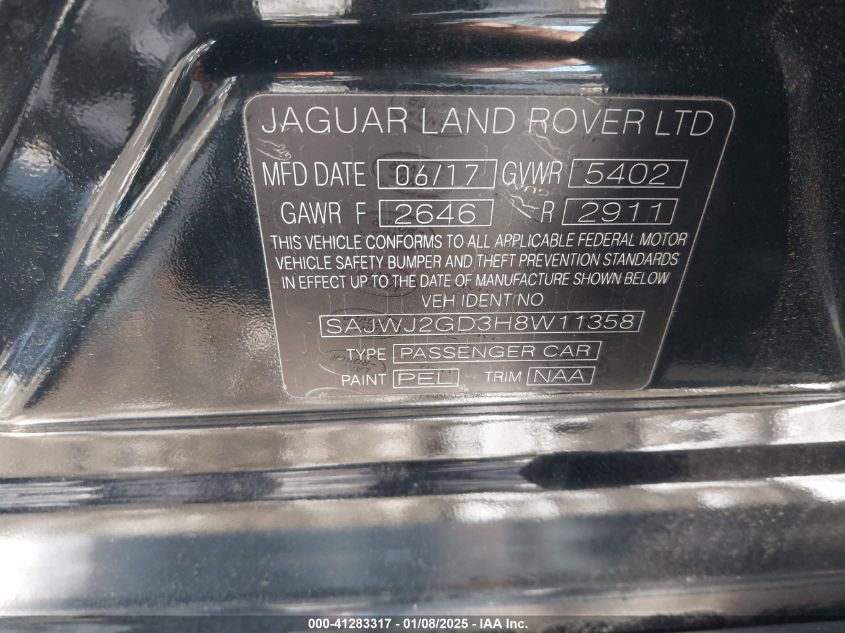 JAGUAR LAND ROVER LTD
MFD DATE 06/17 GVWR 5402
GAWR F 2646 R 2911
THIS VEHICLE CONFORMS TO ALL APPLICABLE FEDERAL MOTOR
VEHICLE SAFETY BUMPER AND THEFT PREVENTION STANDARDS
IN EFFECT UP TO THE DATE OF MANUFACTURE SHOWN BELOW
VEH IDENT NO
SAJWJ2GD3H8W11358
TYPE PASSENGER CAR
PAINT PEL TRIM NAA
000-41283317 - 01/08/2025 - IAA Inc.